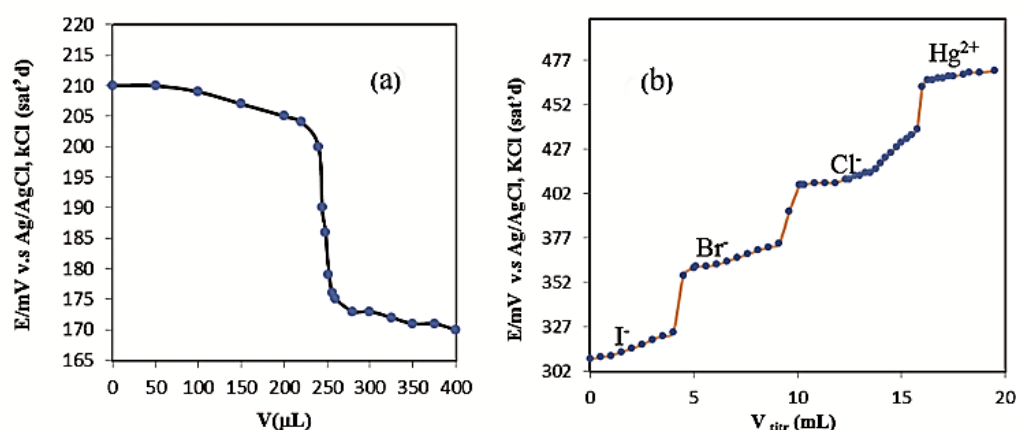 220
215
210
205
200
195
190
185
180
175
170
165
0 50 100 150 200 250 300 350 400
E/mV v.s Ag/AgCl, kCl (sat’d)
V(μL)
(a)
477
452
427
402
377
352
327
302
0 5 10 15 20
E/mV v.s Ag/AgCl, KCl (sat’d)
V titr (mL)
(b)
Hg2+
Cl-
Br-
I-